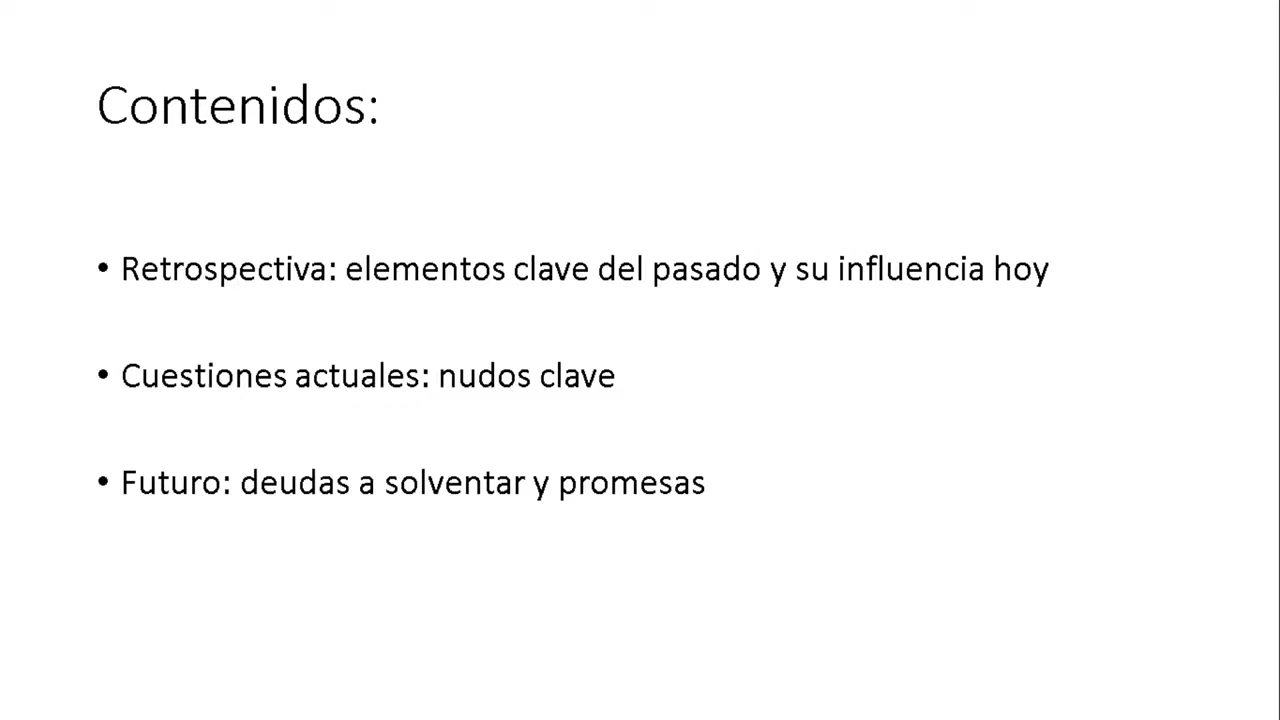 Contenidos:
• Retrospectiva: elementos clave del pasado y su influencia hoy
• Cuestiones actuales: nudos clave
• Futuro: deudas a solventar y promesas